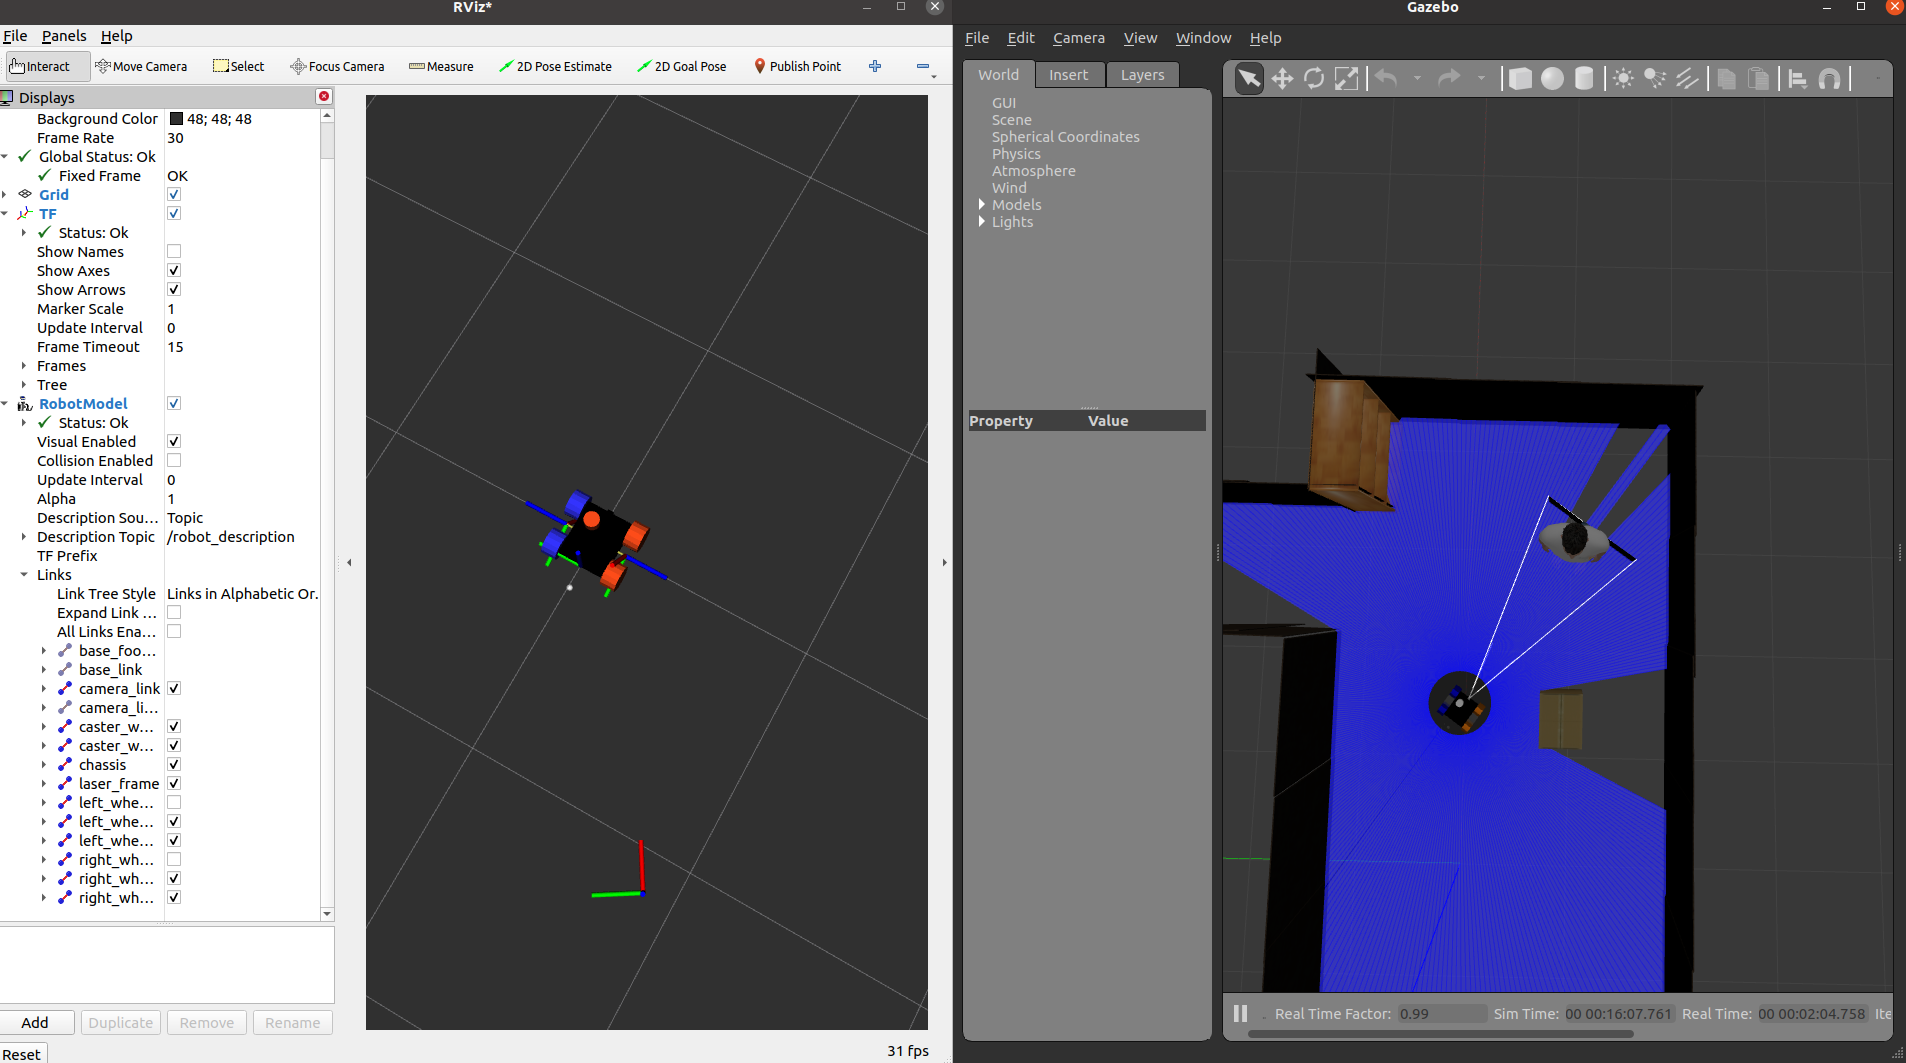 RViz*
File Panels Help
Interact Move Camera Select Focus Camera Measure 2D Pose Estimate 2D Goal Pose Publish Point
Displays
Background Color 48; 48; 48
Frame Rate 30
Global Status: Ok
Fixed Frame OK
Grid
TF
Status: Ok
Show Names
Show Axes
Show Arrows
Marker Scale 1
Update Interval 0
Frame Timeout 15
Frames
Tree
RobotModel
Status: Ok
Visual Enabled
Collision Enabled
Update Interval 0
Alpha 1
Description Sou... Topic
Description Topic /robot_description
TF Prefix
Links
Link Tree Style Links in Alphabetic Or.
Expand Link ...
All Links Ena...
base_foo...
base_link
camera_link
camera_li...
caster_w...
caster_w...
chassis
laser_frame
left_whe...
left_whe...
left_whe...
right_wh...
right_wh...
right_wh...
Add Duplicate Remove Rename
Reset
31 fps
Gazebo
File Edit Camera View Window Help
World Insert Layers
GUI
Scene
Spherical Coordinates
Physics
Atmosphere
Wind
Models
Lights
Property Value
Real Time Factor: 0.99 Sim Time: 00 00:16:07.761 Real Time: 00 00:02:04.758 Ite